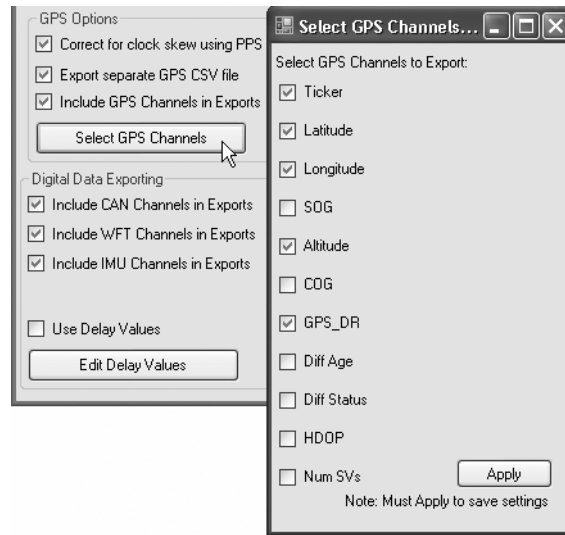 GPS Options
Correct for clock skew using PPS
Export separate GPS CSV file
Include GPS Channels in Exports
Select GPS Channels
Digital Data Exporting
Include CAN Channels in Exports
Include WFT Channels in Exports
Include IMU Channels in Exports
Use Delay Values
Edit Delay Values
Select GPS Channels...
Select GPS Channels to Export:
Ticker
Latitude
Longitude
SOG
Altitude
COG
GPS_DR
Diff Age
Diff Status
HDOP
Num SVs
Apply
Note: Must Apply to save settings